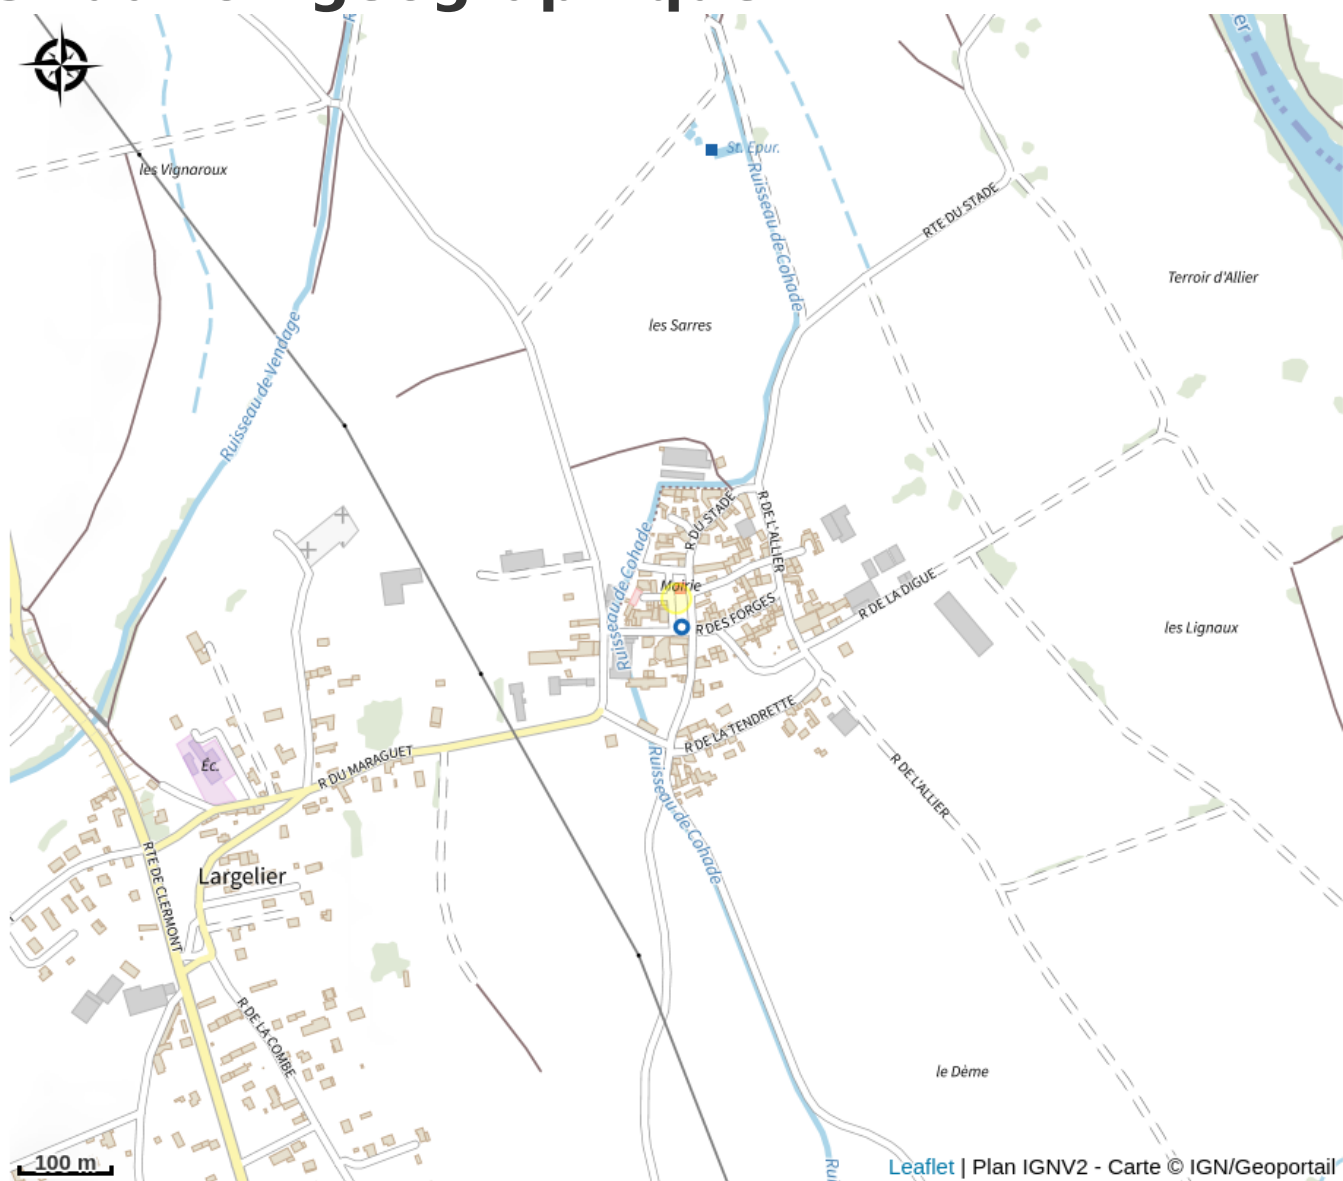 les Vignaroux
St. Epur.
Ruisseau de Cohade
RTE DU STADE
Terroir d'Allier
les Sarres
Ruisseau de Vendage
R DU STADE
R DE L'ALLIER
Ruisseau de Cohade
Mairie
R DES FORGES
R DE LA DIGUE
les Lignaux
R DE LA TENDRETTE
R DU MARAGUET
Éc.
Ruisseau de Cohade
R DE L'ALLIER
RTE DE CLERMONT
Largelier
R DE LA COMBE
le Dème
100 m
Leaflet | Plan IGNV2 - Carte © IGN/Geoportail